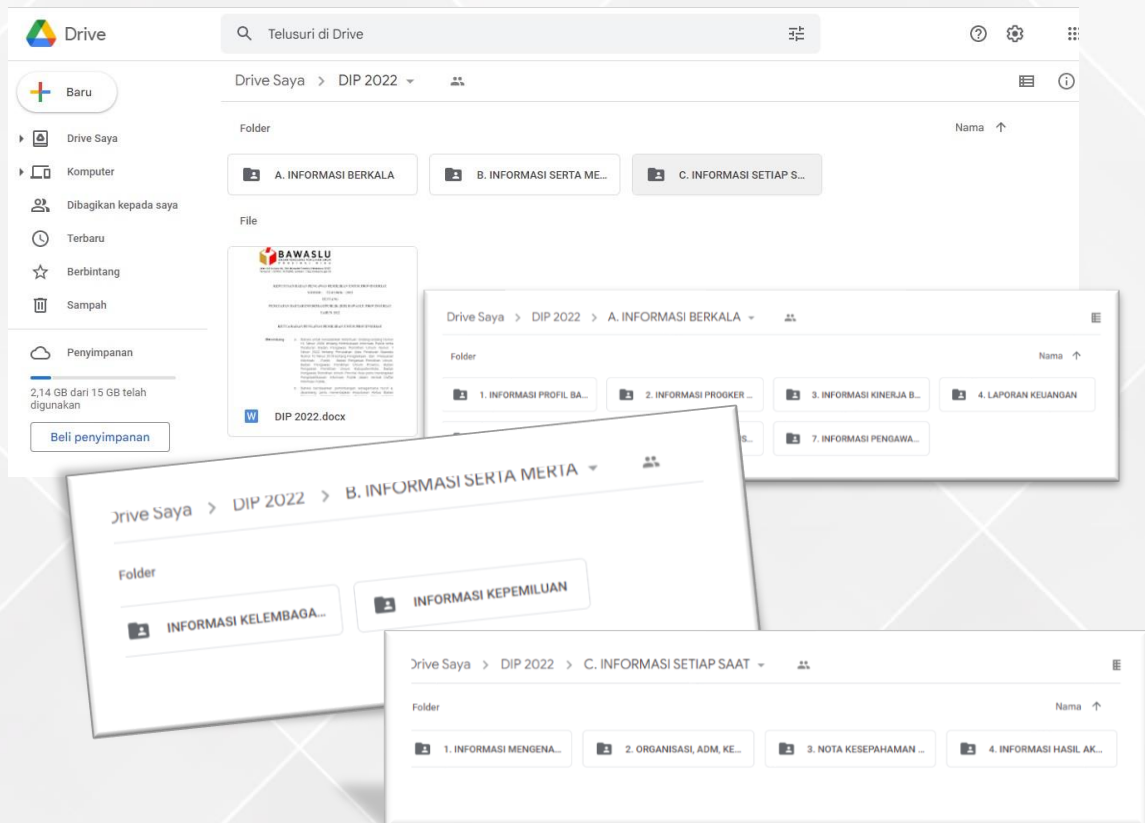 Drive
Telusuri di Drive
Baru
Drive Saya > DIP 2022
Drive Saya
Komputer
Dibagikan kepada saya
Terbaru
Berbintang
Sampah
Penyimpanan
2,14 GB dari 15 GB telah
digunakan
Beli penyimpanan
Folder
Nama
A. INFORMASI BERKALA
B. INFORMASI SERTA ME...
C. INFORMASI SETIAP S...
File
BAWASLU
TENTANG
TAHUN 2022
Menimbang
W DIP 2022.docx
Drive Saya > DIP 2022 > A. INFORMASI BERKALA
Folder
Nama
1. INFORMASI PROFIL BA...
2. INFORMASI PROGKER ...
3. INFORMASI KINERJA B...
4. LAPORAN KEUANGAN
7. INFORMASI PENGAWA...
Drive Saya > DIP 2022 > B. INFORMASI SERTA MERTA
Folder
INFORMASI KELEMBAGA...
INFORMASI KEPEMILUAN
Drive Saya > DIP 2022 > C. INFORMASI SETIAP SAAT
Folder
Nama
1. INFORMASI MENGENA...
2. ORGANISASI, ADM, KE...
3. NOTA KESEPAHAMAN ...
4. INFORMASI HASIL AK...